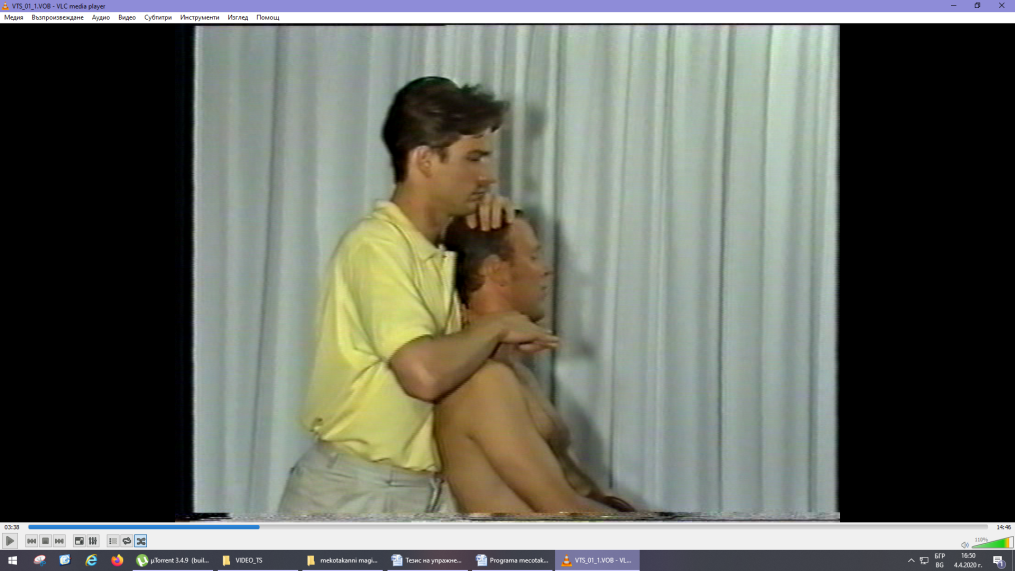 VTS_01_1.VOB - VLC media player
Медия Възпроизвеждане Аудио Видео Субтитри Инструменти Изглед Помощ
03:38 14:46
110%
µTorrent 3.4.9 (buil... VIDEO_TS mekotakanni magi... Тезис на упражне... Programa mecotak... VTS_01_1.VOB - VL...
БГР 16:50
BG 4.4.2020 г.